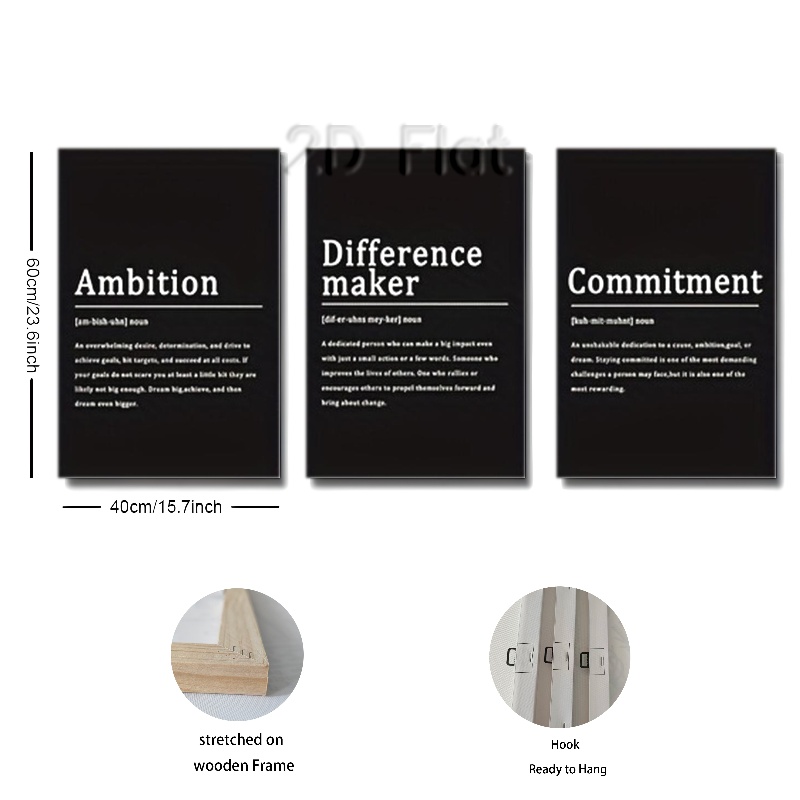 2D Flat
60cm/23.6inch
Ambition
[am-bish-uhn] noun
An overwhelming desire, determination, and drive to
achieve goals, hit targets, and succeed at all costs. If
your goals do not scare you at least a little bit they are
likely not big enough. Dream big,achieve, and then
dream even bigger.
Difference
maker
[dif-er-uhns mey-ker] noun
A dedicated person who can make a big impact even
with just a small action or a few words. Someone who
improves the lives of others. One who rallies or
encourages others to propel themselves forward and
bring about change.
Commitment
[kuh-mit-muhnt] noun
An unshakable dedication to a cause, ambition,goal, or
dream. Staying committed is one of the most demanding
challenges a person may face,but it is also one of the
most rewarding.
40cm/15.7inch
stretched on
wooden Frame
Hook
Ready to Hang